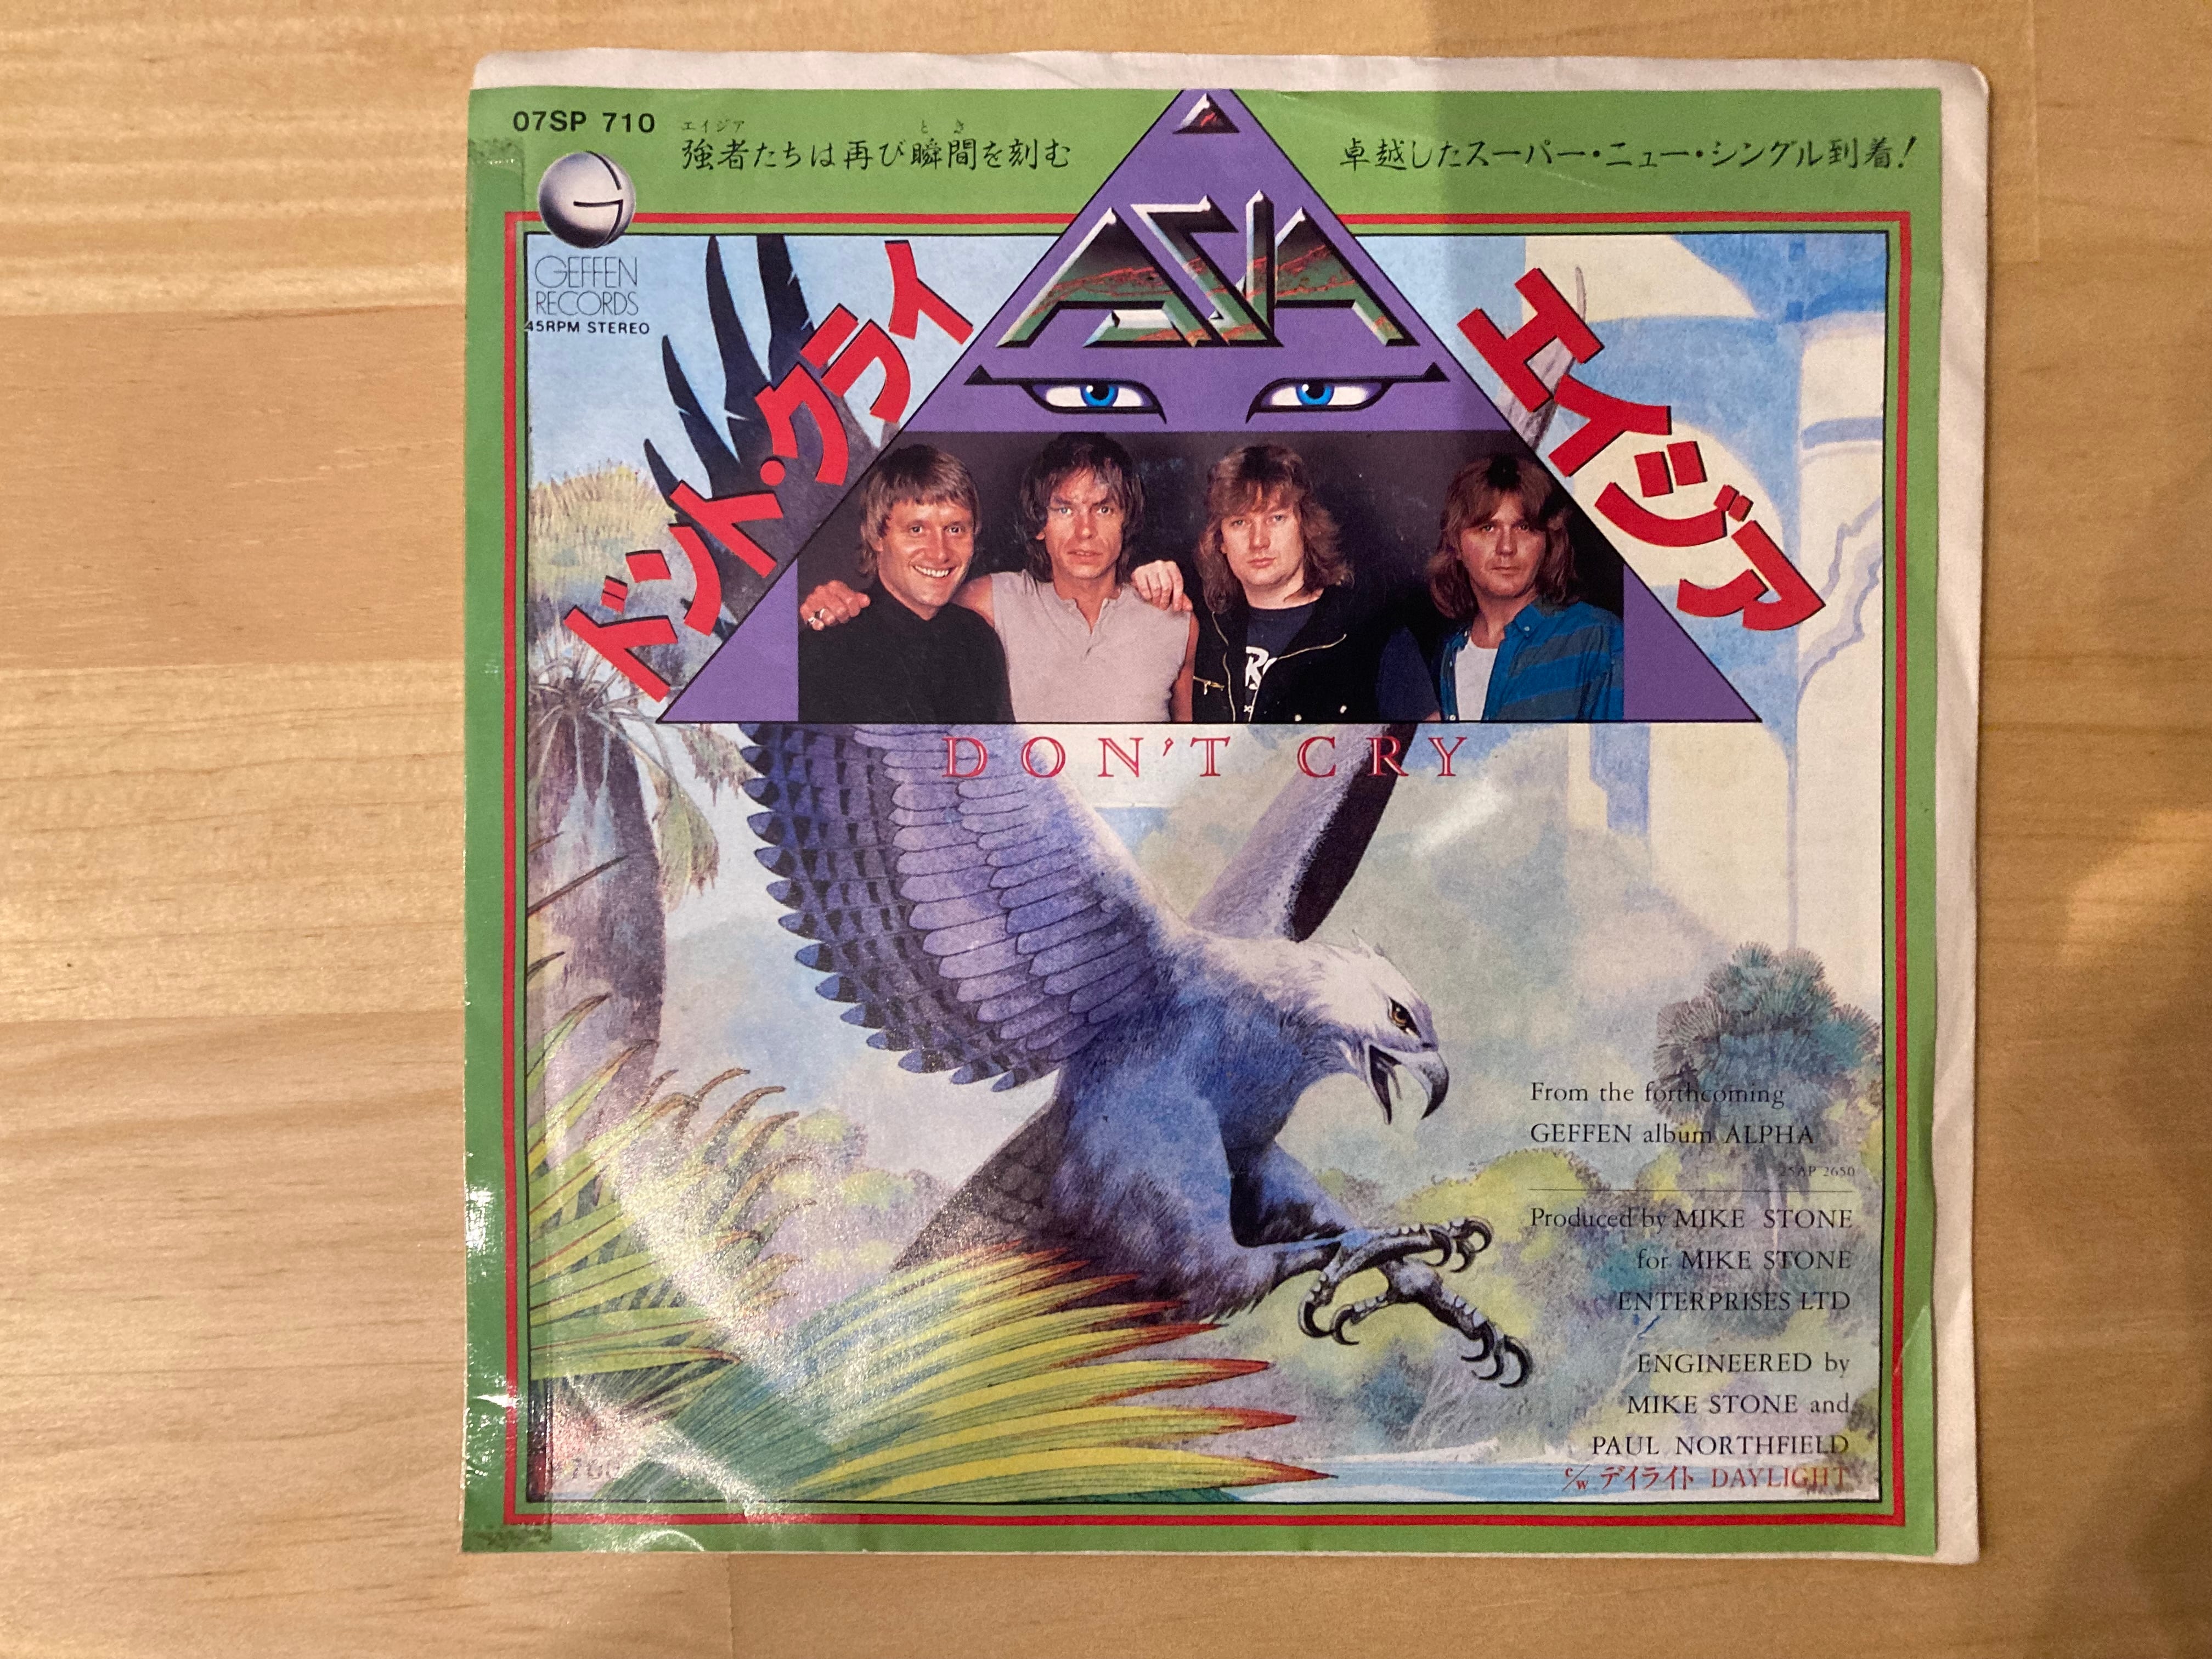 07SP 710
エイジア
とき
強者たちは再び瞬間を刻む
卓越したスーパー・ニュー・シングル到着!
GEFFEN
RECORDS
45RPM STEREO
ASIA
ドント・クライ
エイジア
DON'T CRY
From the forthcoming
GEFFEN album ALPHA
25AP 2650
Produced by MIKE STONE
for MIKE STONE
ENTERPRISES LTD
ENGINEERED by
MIKE STONE and
PAUL NORTHFIELD
c/w デイライト DAYLIGHT